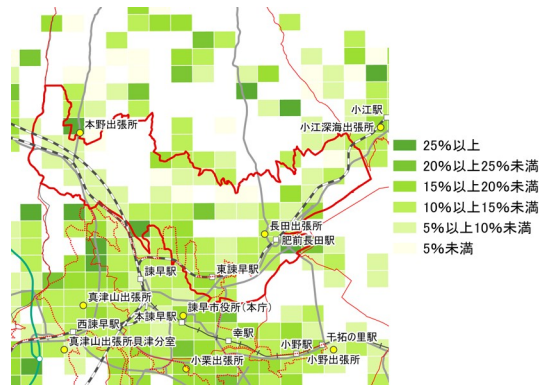 小江駅
本野出張所
小江深海出張所
25%以上
20%以上25%未満
15%以上20%未満
10%以上15%未満
5%以上10%未満
5%未満
長田出張所
肥前長田駅
諫早駅
東諫早駅
真津山出張所
諫早市役所(本庁)
本諫早駅
西諫早駅
幸駅
干拓の里駅
小野駅
真津山出張所貝津分室
小栗出張所
小野出張所